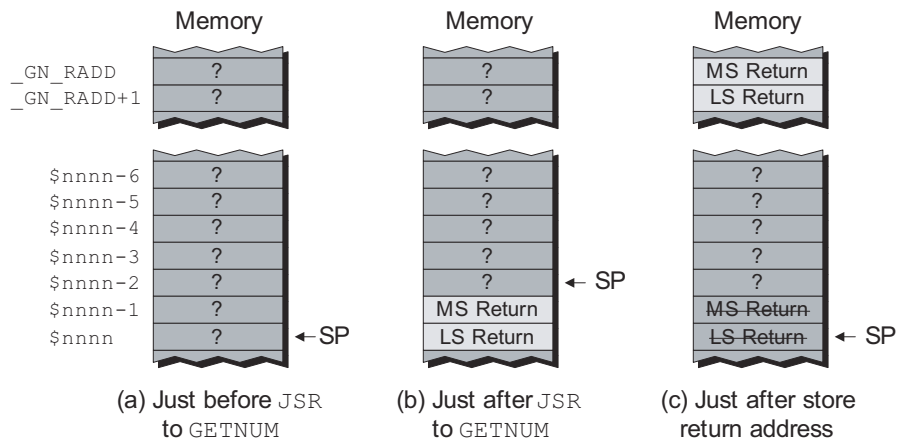 Memory
Memory
Memory
_GN_RADD
?
?
MS Return
_GN_RADD+1
?
?
LS Return
$nnnn-6
?
?
?
$nnnn-5
?
?
?
$nnnn-4
?
?
?
$nnnn-3
?
?
?
$nnnn-2
?
?
SP
?
$nnnn-1
?
MS Return
MS Return
$nnnn
?
SP
LS Return
LS Return
SP
(a) Just before JSR
to GETNUM
(b) Just after JSR
to GETNUM
(c) Just after store
return address